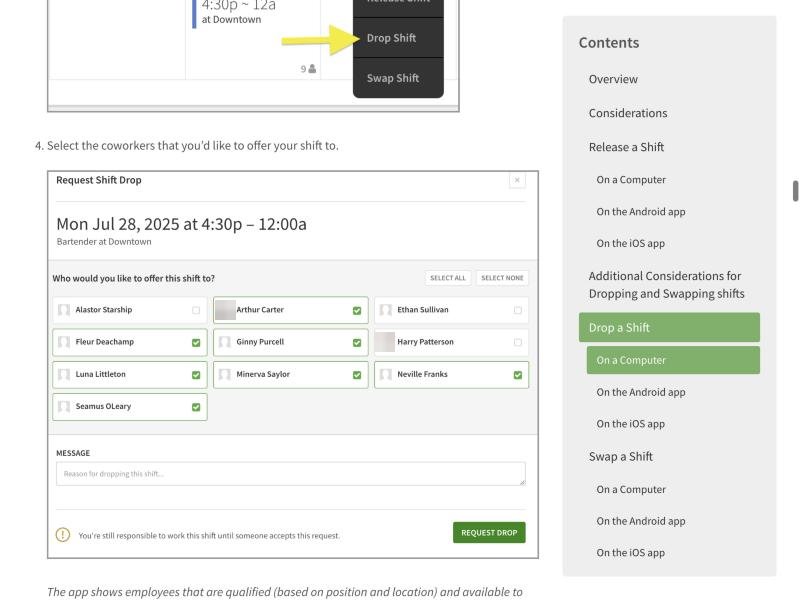 4:30p ~ 12a
at Downtown
9
Release Shift
Drop Shift
Swap Shift
4. Select the coworkers that you'd like to offer your shift to.
Request Shift Drop
×
Mon Jul 28, 2025 at 4:30p – 12:00a
Bartender at Downtown
Who would you like to offer this shift to?
SELECT ALL
SELECT NONE
Alastor Starship
Arthur Carter
Ethan Sullivan
Fleur Deachamp
Ginny Purcell
Harry Patterson
Luna Littleton
Minerva Saylor
Neville Franks
Seamus OLeary
MESSAGE
Reason for dropping this shift...
You're still responsible to work this shift until someone accepts this request.
REQUEST DROP
The app shows employees that are qualified (based on position and location) and available to
Contents
Overview
Considerations
Release a Shift
On a Computer
On the Android app
On the iOS app
Additional Considerations for
Dropping and Swapping shifts
Drop a Shift
On a Computer
On the Android app
On the iOS app
Swap a Shift
On a Computer
On the Android app
On the iOS app